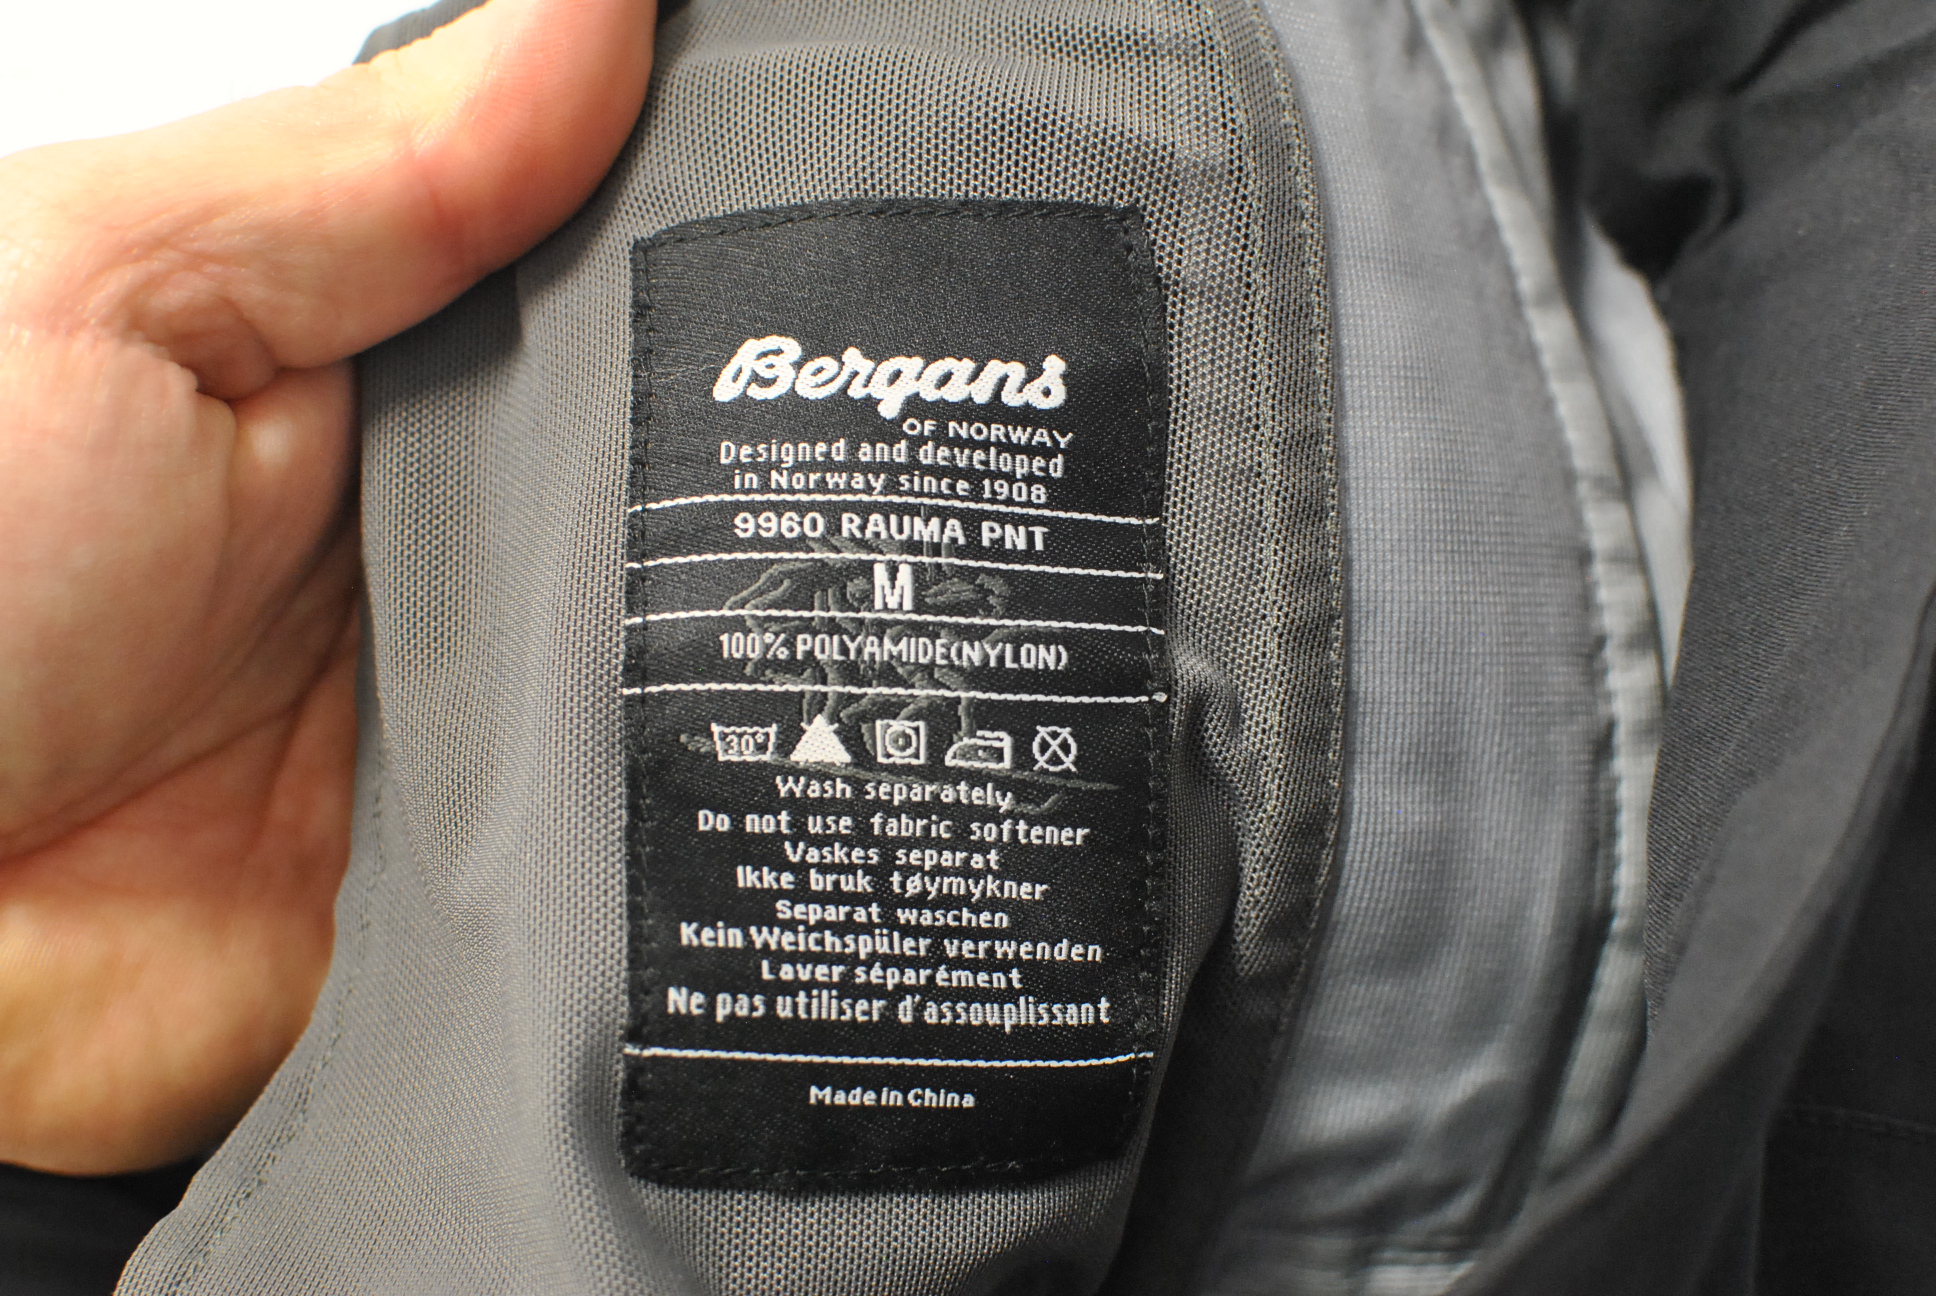 Bergans
OF NORWAY
Designed and developed
in Norway since 1908
9960 RAUMA PNT
M
100% POLYAMIDE(NYLON)
30°
Wash separately
Do not use fabric softener
Vaskes separat
Ikke bruk tøymykner
Separat waschen
Kein Weichspüler verwenden
Laver séparément
Ne pas utiliser d'assouplissant
Made in China